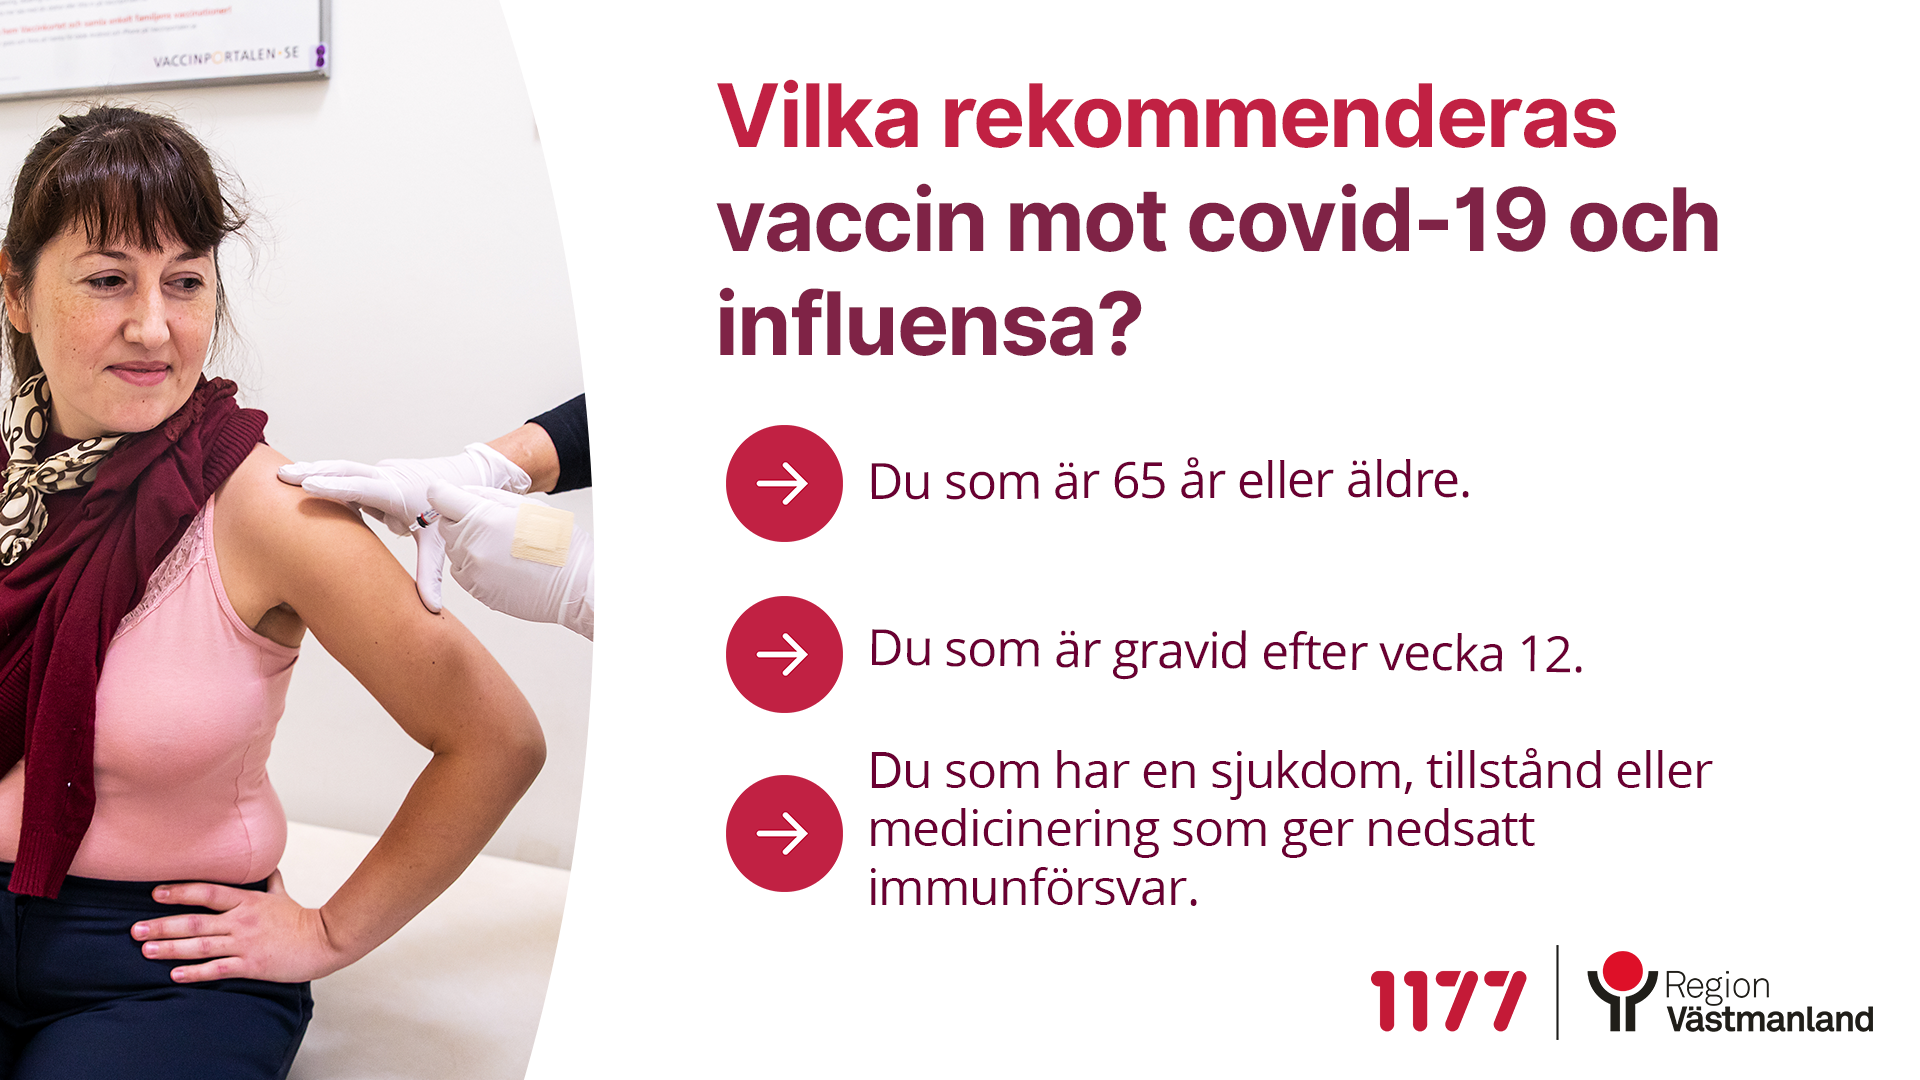 VACCINPORTALEN·SE
Vilka rekommenderas
vaccin mot covid-19 och
influensa?
Du som är 65 år eller äldre.
Du som är gravid efter vecka 12.
Du som har en sjukdom, tillstånd eller
medicinering som ger nedsatt
immunförsvar.
1177
Region
Västmanland